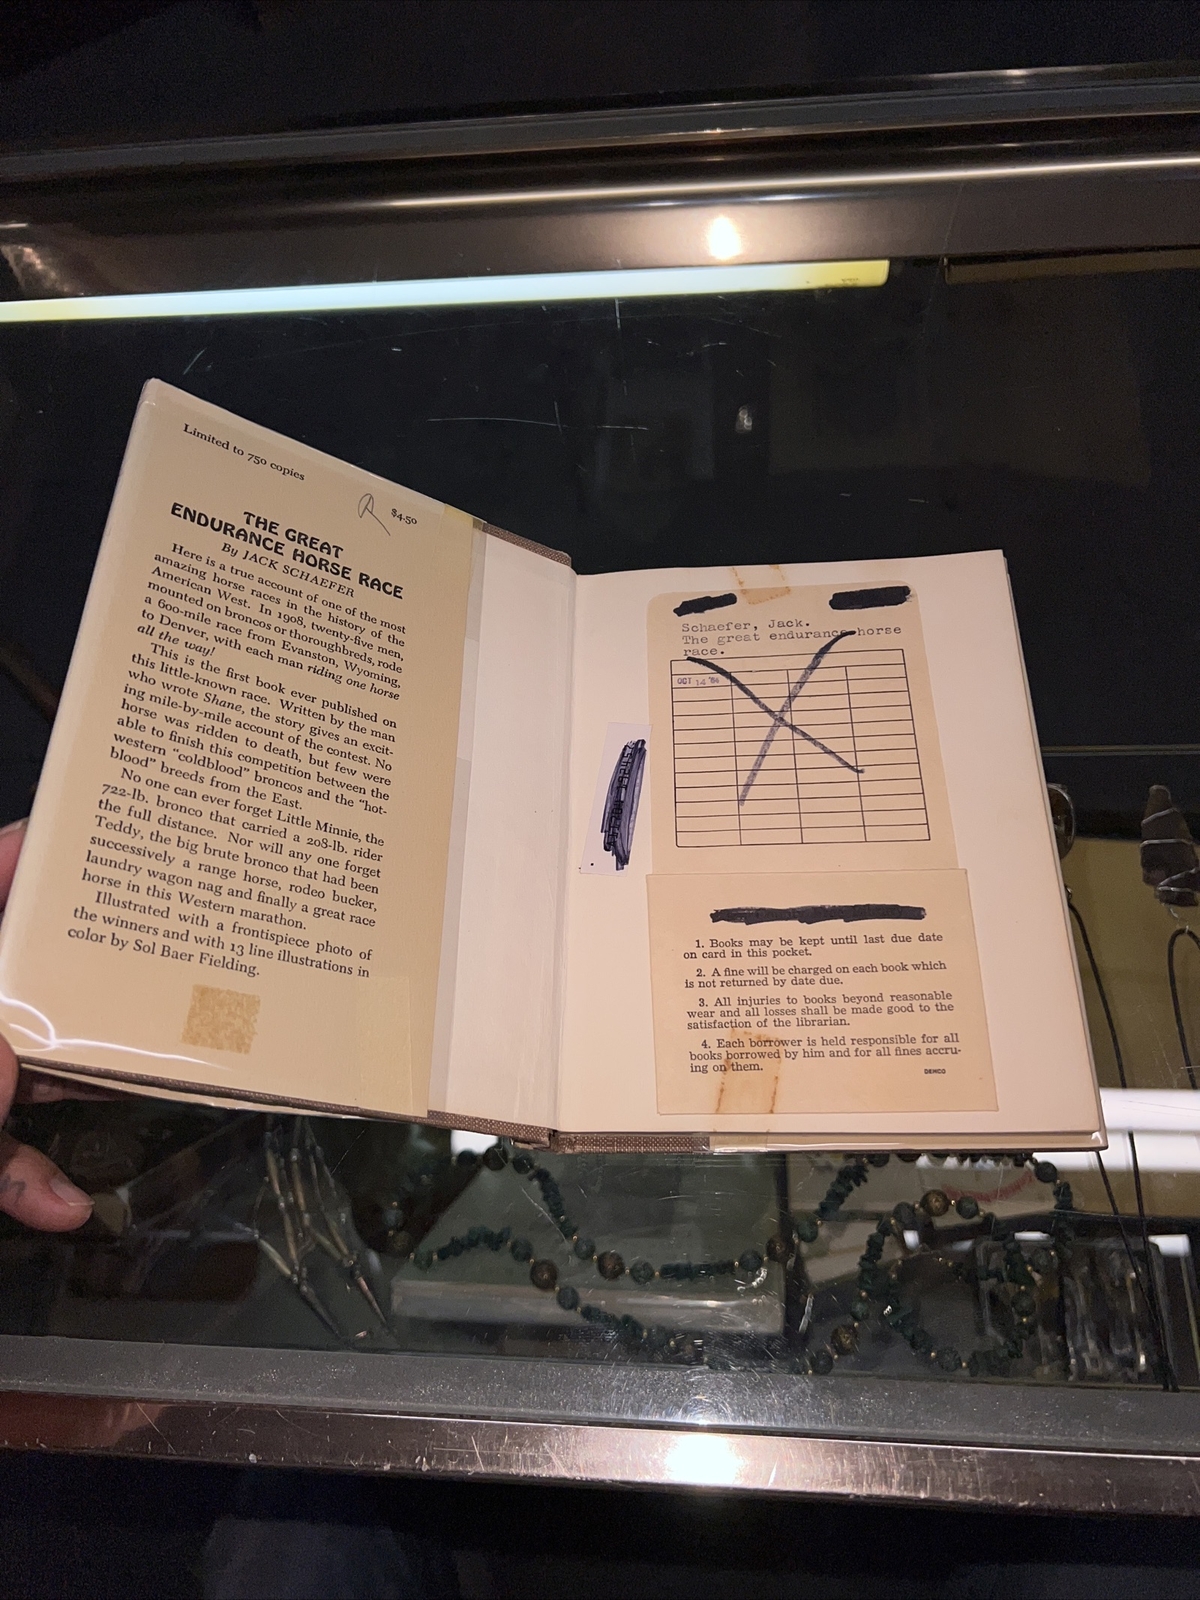 Limited to 750 copies
R
$4.50
THE GREAT
ENDURANCE HORSE RACE
By JACK SCHAEFER
Here is a true account of one of the most
amazing horse races in the history of the
American West. In 1908, twenty-five men,
mounted on broncos or thoroughbreds, rode
a 600-mile race from Evanston, Wyoming,
to Denver, with each man riding one horse
all the way!
This is the first book ever published on
this little-known race. Written by the man
who wrote Shane, the story gives an excit-
ing mile-by-mile account of the contest. No
horse was ridden to death, but few were
able to finish this competition between the
western "coldblood" broncos and the "hot-
blood" breeds from the East.
No one can ever forget Little Minnie, the
722-lb. bronco that carried a 208-lb. rider
the full distance. Nor will any one forget
Teddy, the big brute bronco that had been
successively a range horse, rodeo bucker,
laundry wagon nag and finally a great race
horse in this Western marathon.
Illustrated with a frontispiece photo of
the winners and with 13 line illustrations in
color by Sol Baer Fielding.
Schaefer, Jack.
The great endurance horse
race.
OCT 14 '64
1. Books may be kept until last due date
on card in this pocket.
2. A fine will be charged on each book which
is not returned by date due.
3. All injuries to books beyond reasonable
wear and all losses shall be made good to the
satisfaction of the librarian.
4. Each borrower is held responsible for all
books borrowed by him and for all fines accru-
ing on them.
DEMCO